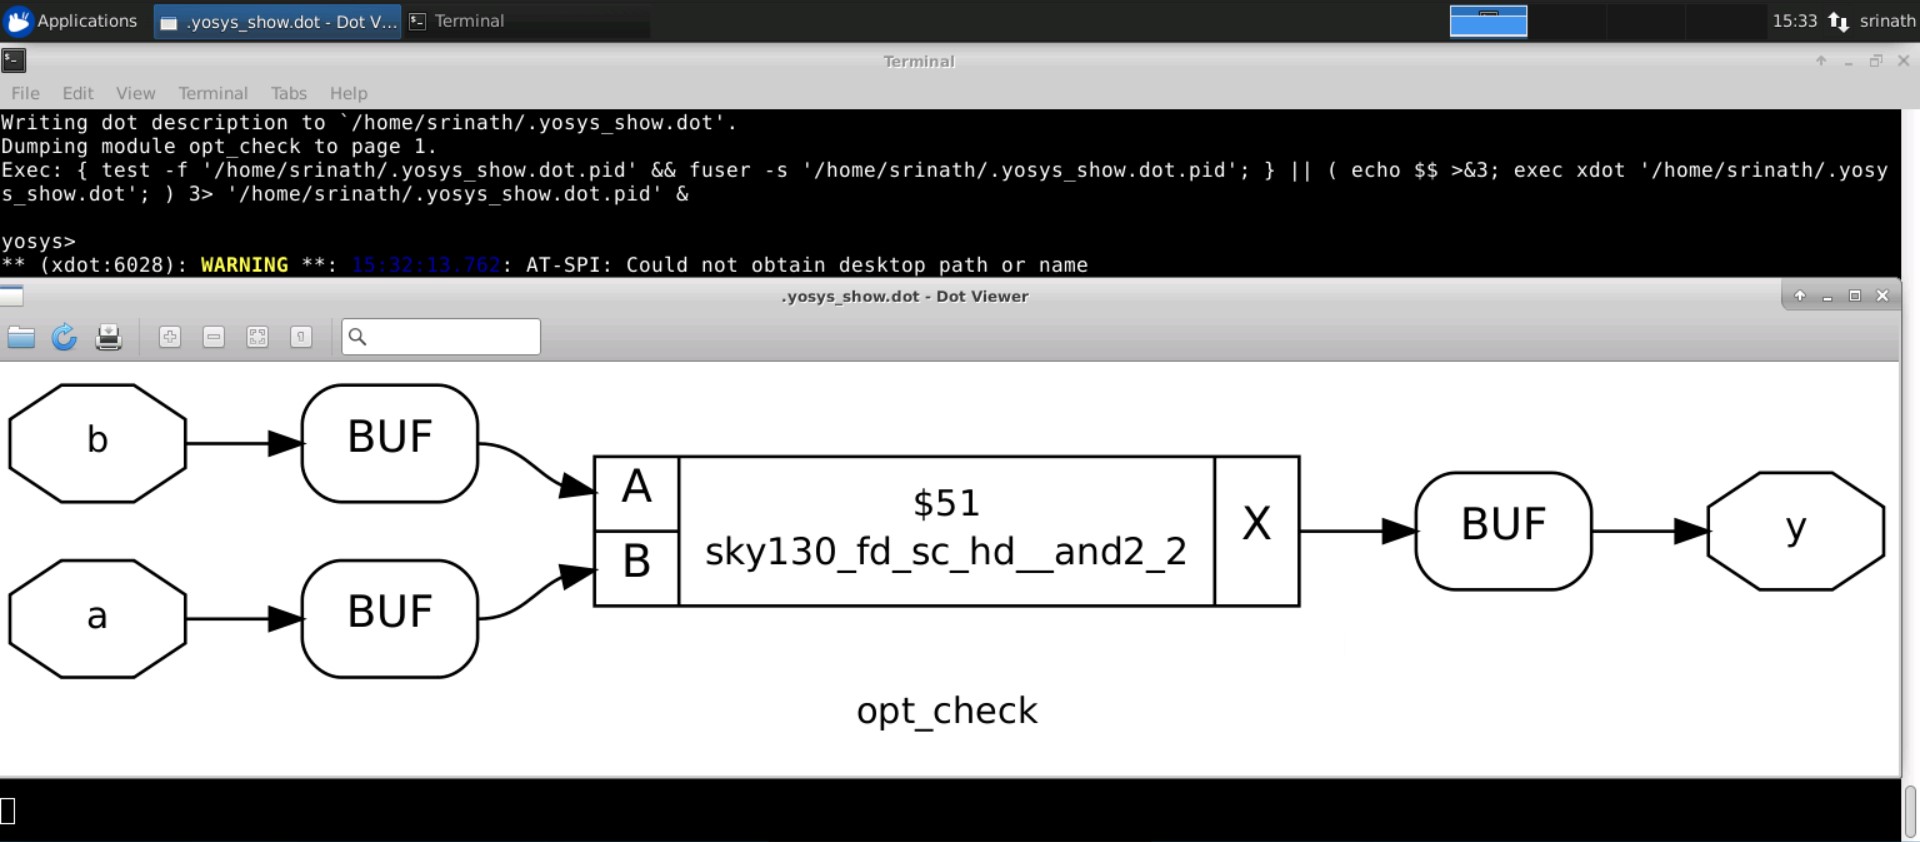 Applications
.yosys_show.dot - Dot V...
Terminal
15:33
srinath
Terminal
File Edit View Terminal Tabs Help
Writing dot description to `/home/srinath/.yosys_show.dot'.
Dumping module opt_check to page 1.
Exec: { test -f '/home/srinath/.yosys_show.dot.pid' && fuser -s '/home/srinath/.yosys_show.dot.pid'; } || ( echo $$ >&3; exec xdot '/home/srinath/.yosy
s_show.dot'; ) 3> '/home/srinath/.yosys_show.dot.pid' &
yosys>
** (xdot:6028): WARNING **: 15:32:13.762: AT-SPI: Could not obtain desktop path or name
.yosys_show.dot - Dot Viewer
b
BUF
A
$51
sky130_fd_sc_hd__and2_2
X
BUF
y
a
BUF
B
opt_check